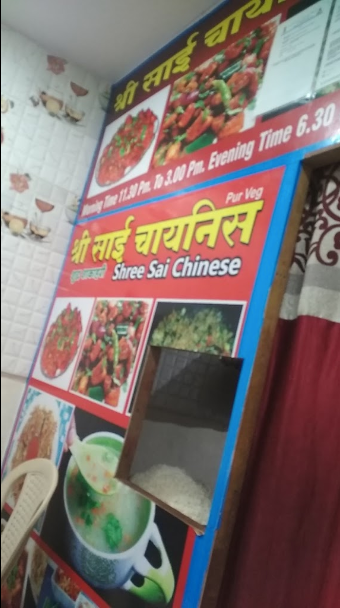 श्री साई चाय
Morning Time 11.30 Pm. To 3.00 Pm. Evening Time 6.30
Pur Veg
श्री साई चायनिस
शुद्ध शाकाहारी Shree Sai Chinese